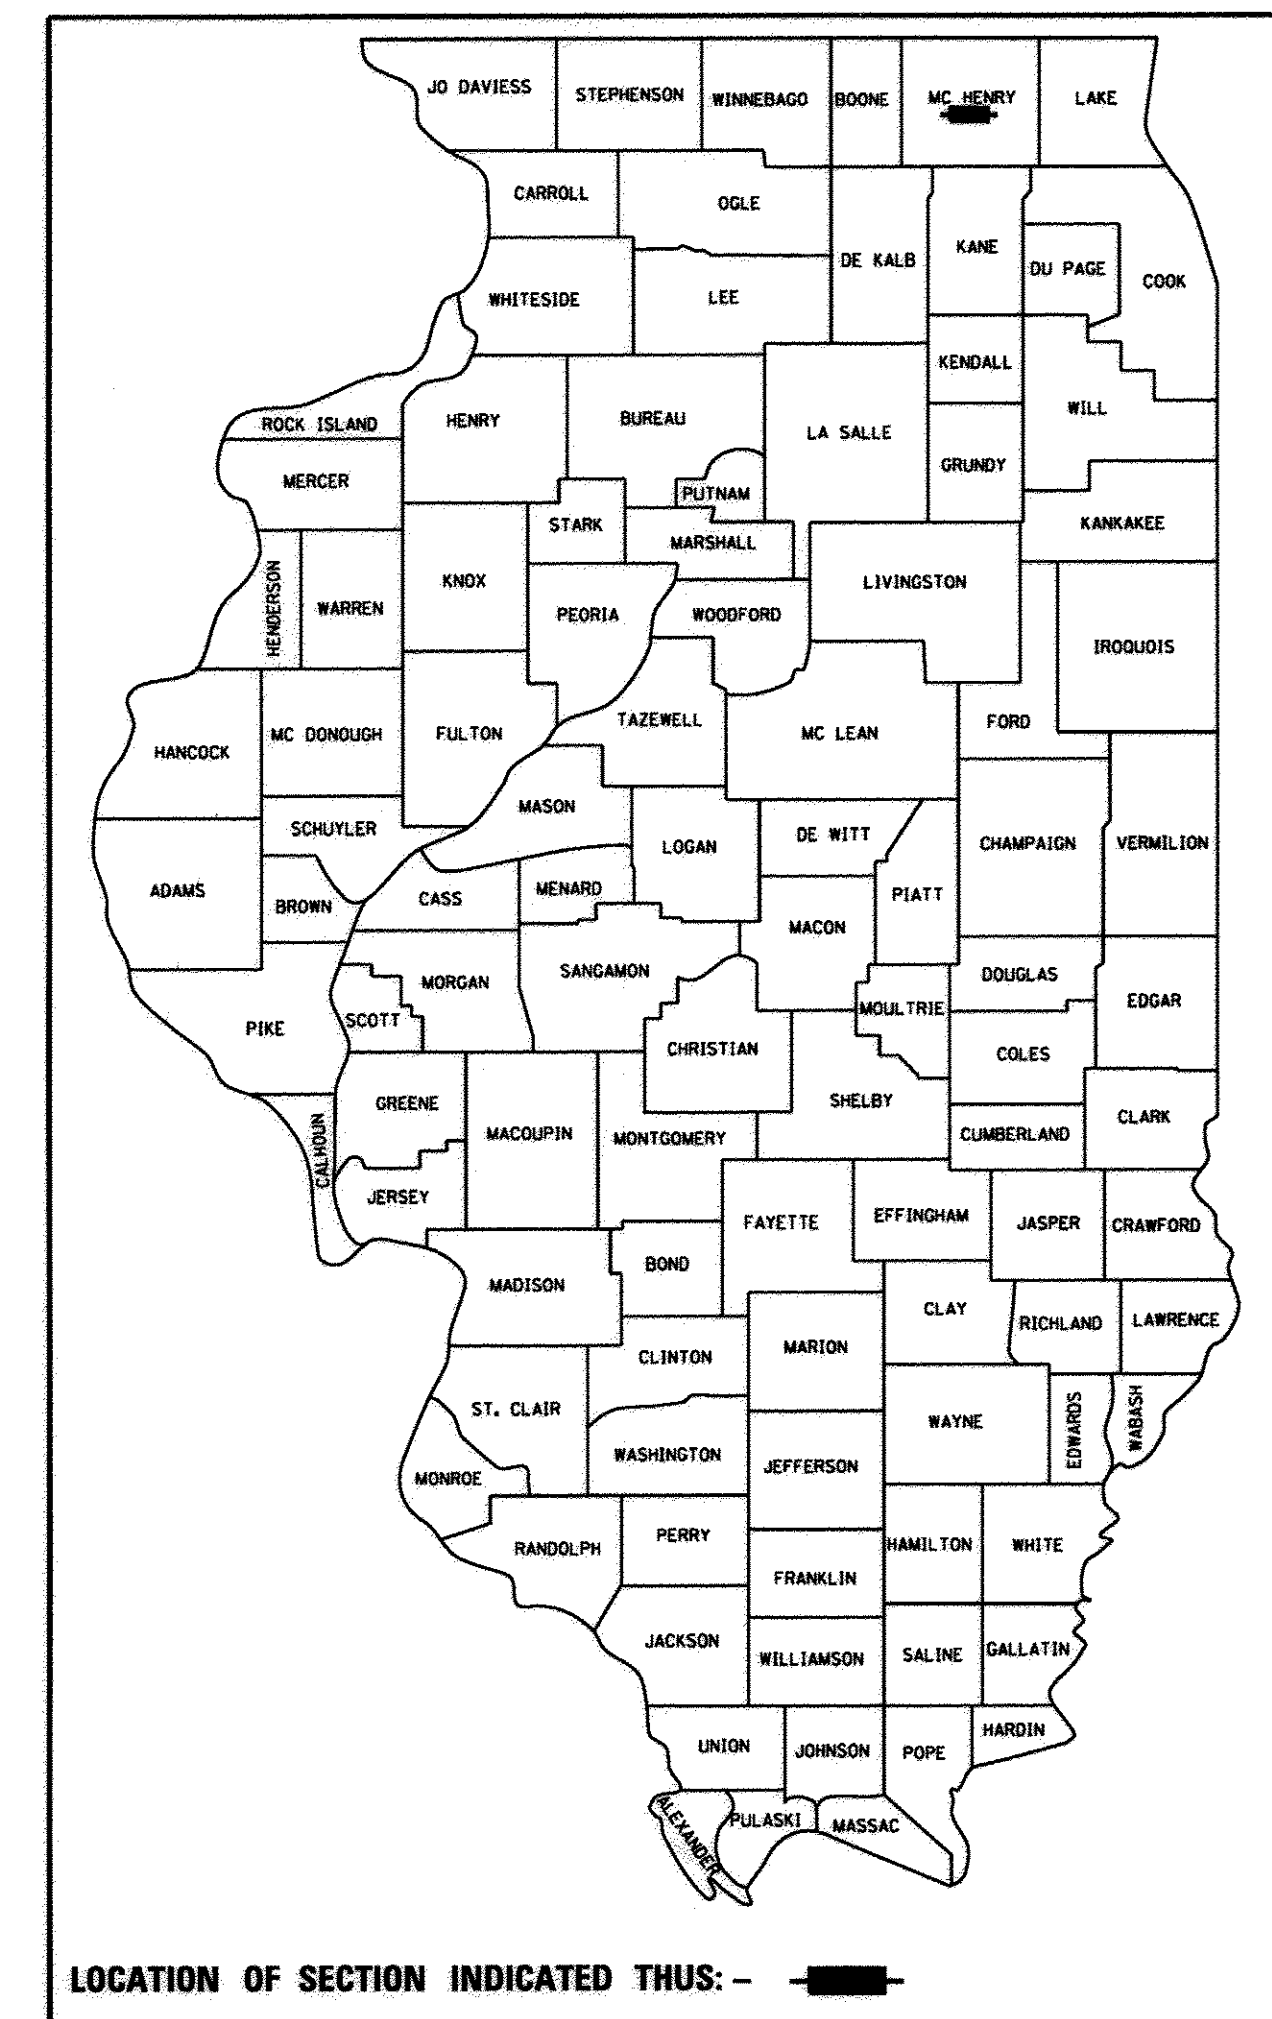 JO DAVIESS
STEPHENSON
WINNEBAGO
BOONE
MC HENRY
LAKE
CARROLL
OGLE
DE KALB
KANE
DU PAGE
COOK
WHITESIDE
LEE
KENDALL
WILL
ROCK ISLAND
HENRY
BUREAU
LA SALLE
GRUNDY
MERCER
PUTNAM
STARK
KANKAKEE
MARSHALL
HENDERSON
WARREN
KNOX
PEORIA
WOODFORD
LIVINGSTON
IROQUOIS
HANCOCK
MC DONOUGH
FULTON
TAZEWELL
MC LEAN
FORD
SCHUYLER
MASON
LOGAN
DE WITT
CHAMPAIGN
VERMILION
ADAMS
BROWN
CASS
MENARD
PIATT
MACON
SANGAMON
MORGAN
DOUGLAS
EDGAR
PIKE
SCOTT
MOULTRIE
CHRISTIAN
COLES
GREENE
SHELBY
CLARK
CALHOUN
MACOUPIN
MONTGOMERY
CUMBERLAND
JERSEY
FAYETTE
EFFINGHAM
JASPER
CRAWFORD
MADISON
BOND
CLAY
RICHLAND
LAWRENCE
CLINTON
MARION
ST. CLAIR
WAYNE
EDWARDS
WABASH
MONROE
WASHINGTON
JEFFERSON
RANDOLPH
PERRY
HAMILTON
WHITE
FRANKLIN
JACKSON
WILLIAMSON
SALINE
GALLATIN
UNION
JOHNSON
POPE
HARDIN
ALEXANDER
PULASKI
MASSAC
LOCATION OF SECTION INDICATED THUS: –